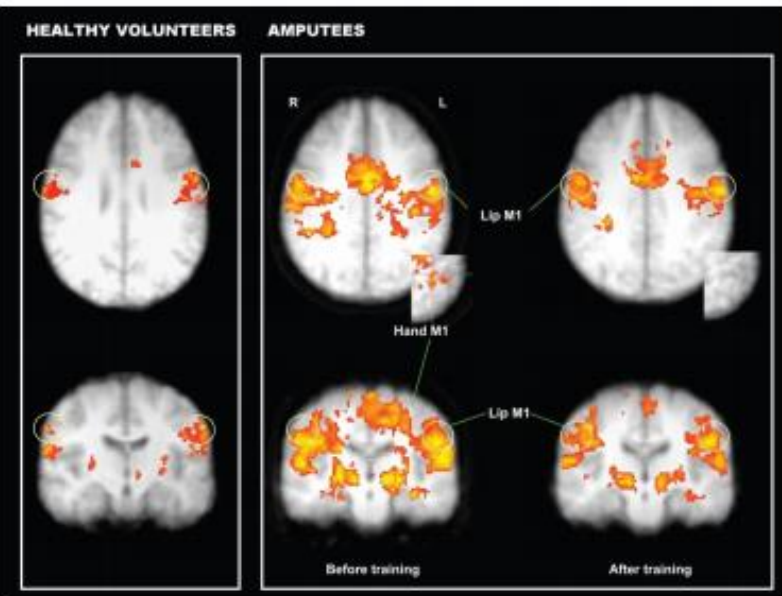 HEALTHY VOLUNTEERS
AMPUTEES
R
L
Lip M1
Hand M1
Lip M1
Before training
After training